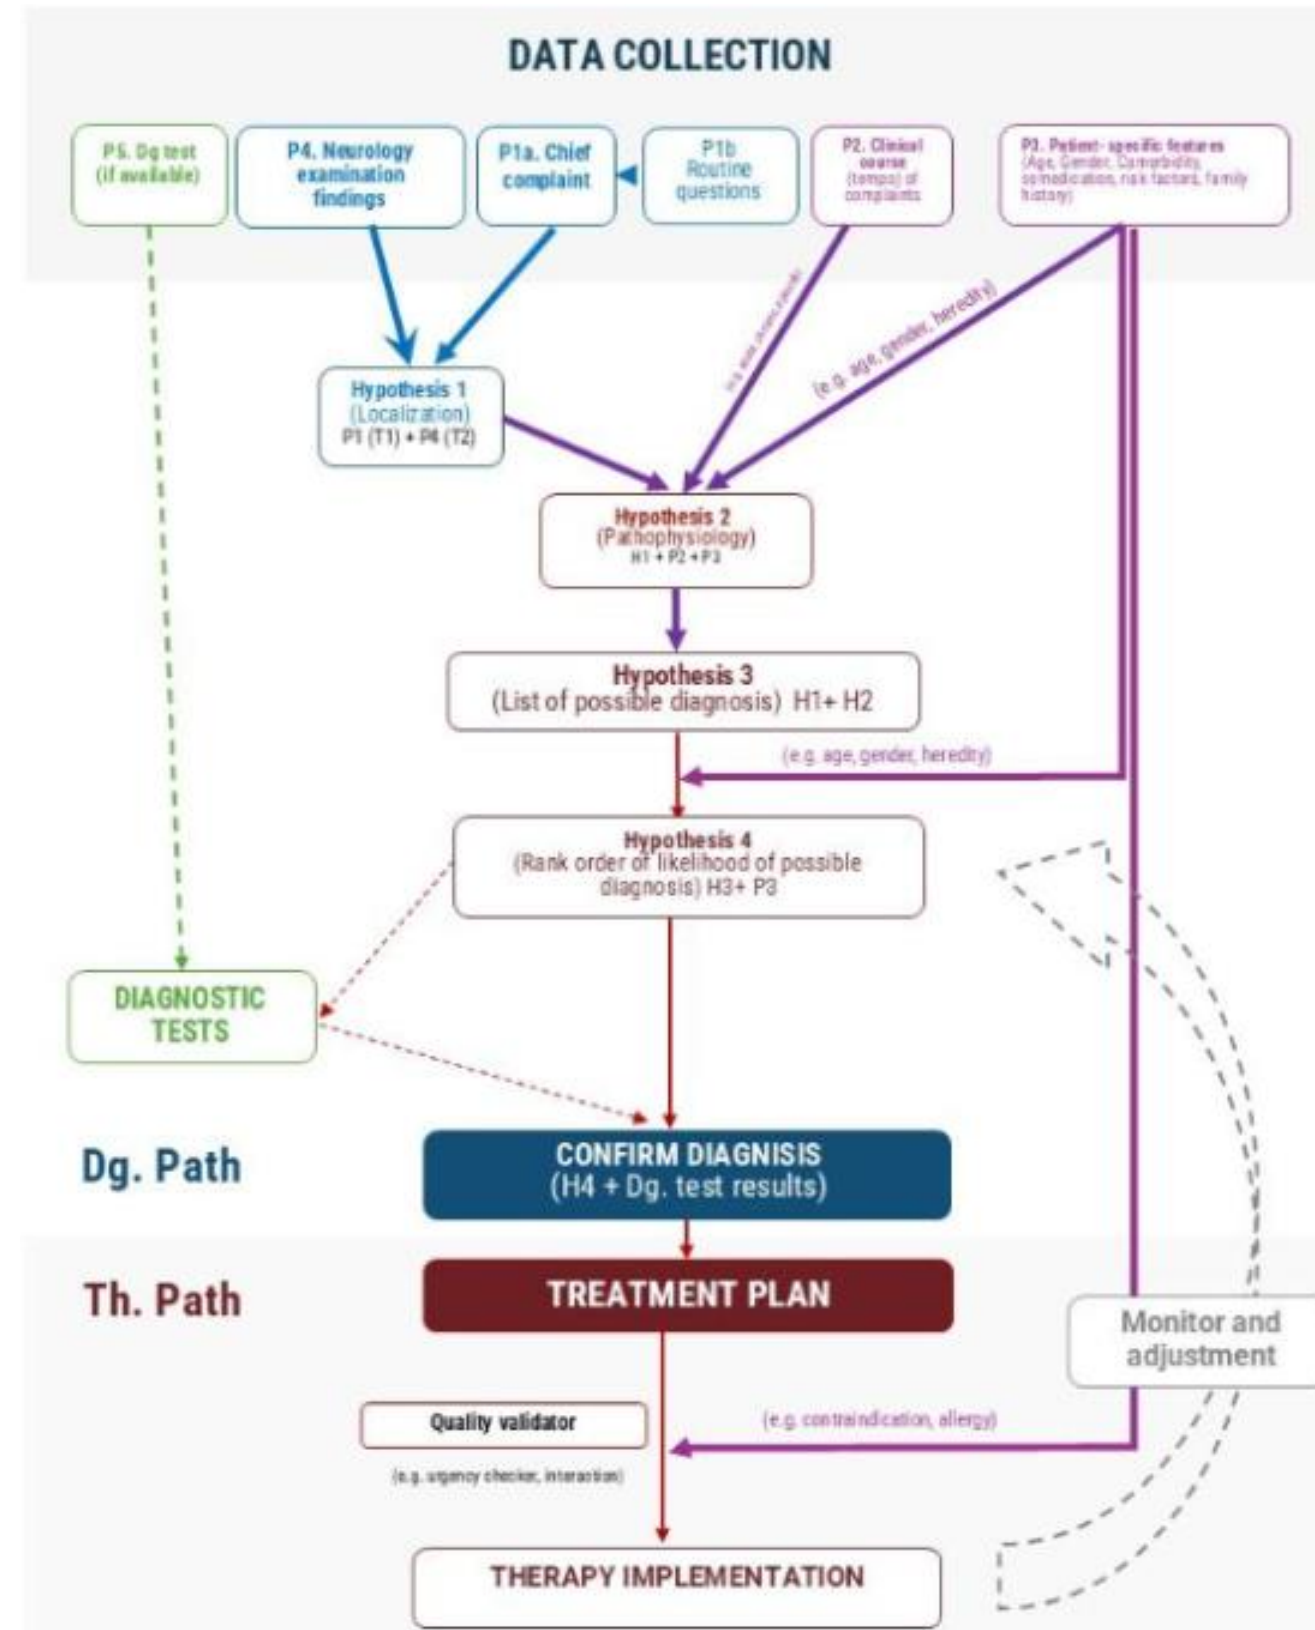 DATA COLLECTION
P5. Dg test
(if available)
P4. Neurology
examination
findings
P1a. Chief
complaint
P1b
Routine
questions
P2. Clinical
course
(tempo) of
complaints
P3. Patient- specific features
(Age, Gender, Comorbidity,
comedication, risk factors, family
history)
(e.g. age, gender, heredity)
Hypothesis 1
(Localization)
P1 (T1) + P4 (T2)
Hypothesis 2
(Pathophysiology)
H1 + P2 + P3
Hypothesis 3
(List of possible diagnosis) H1+ H2
(e.g. age, gender, heredity)
Hypothesis 4
(Rank order of likelihood of possible
diagnosis) H3+ P3
DIAGNOSTIC
TESTS
Dg. Path
CONFIRM DIAGNISIS
(H4 + Dg. test results)
Th. Path
TREATMENT PLAN
Monitor and
adjustment
Quality validator
(e.g. contraindication, allergy)
(e.g. urgency checker, interaction)
THERAPY IMPLEMENTATION